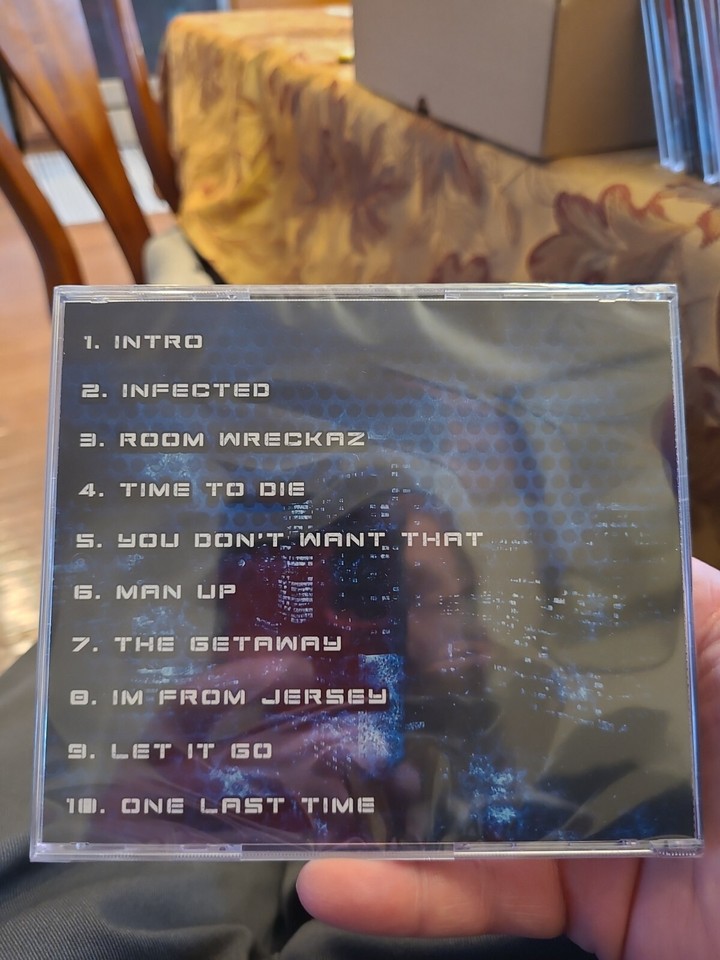 1. INTRO
2. INFECTED
3. ROOM WRECKAZ
4. TIME TO DIE
5. YOU DON'T WANT THAT
6. MAN UP
7. THE GETAWAY
8. IM FROM JERSEY
9. LET IT GO
10. ONE LAST TIME